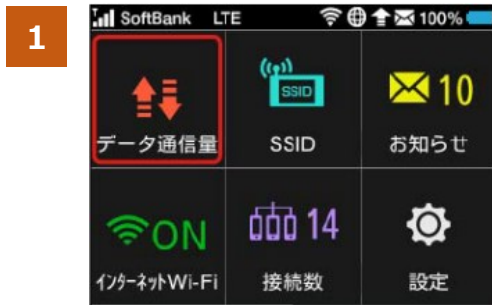 1
SoftBank LTE 100%
データ通信量
SSID
SSID
お知らせ
10
インターネットWi-Fi
ON
接続数
14
設定